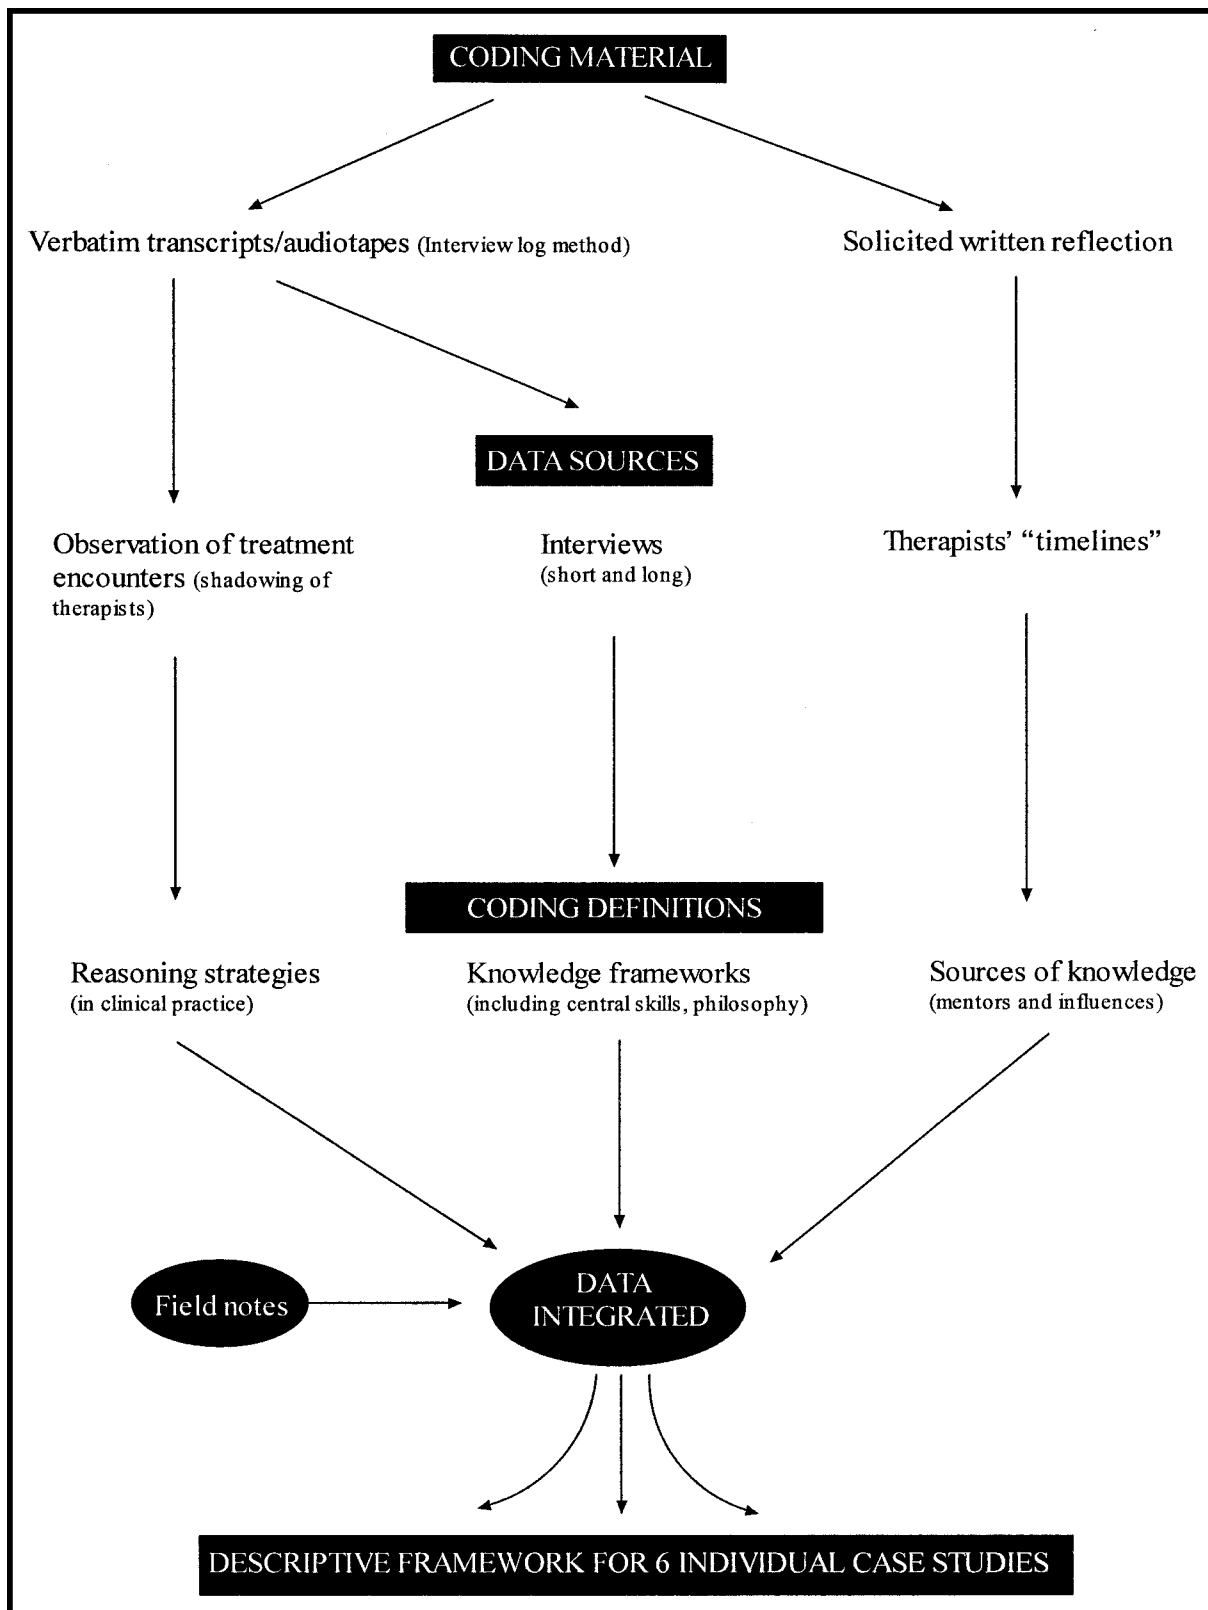 CODING MATERIAL
Verbatim transcripts/audiotapes (Interview log method)
Solicited written reflection
DATA SOURCES
Observation of treatment
encounters (shadowing of
therapists)
Interviews
(short and long)
Therapists’ “timelines”
CODING DEFINITIONS
Reasoning strategies
(in clinical practice)
Knowledge frameworks
(including central skills, philosophy)
Sources of knowledge
(mentors and influences)
Field notes
DATA
INTEGRATED
DESCRIPTIVE FRAMEWORK FOR 6 INDIVIDUAL CASE STUDIES